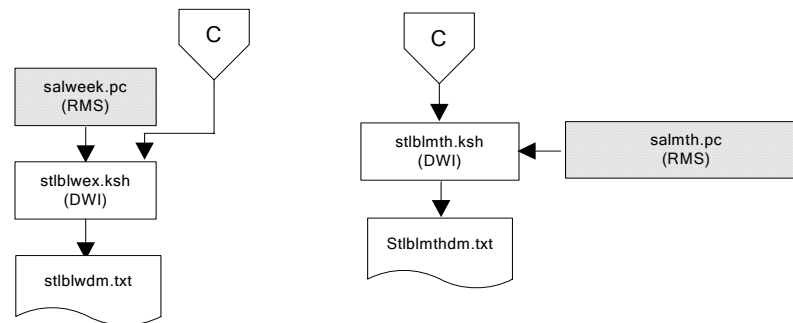 C
salweek.pc
(RMS)
stlblwex.ksh
(DWI)
stlblwdm.txt
C
stlblmth.ksh
(DWI)
salmth.pc
(RMS)
Stlblmthdm.txt